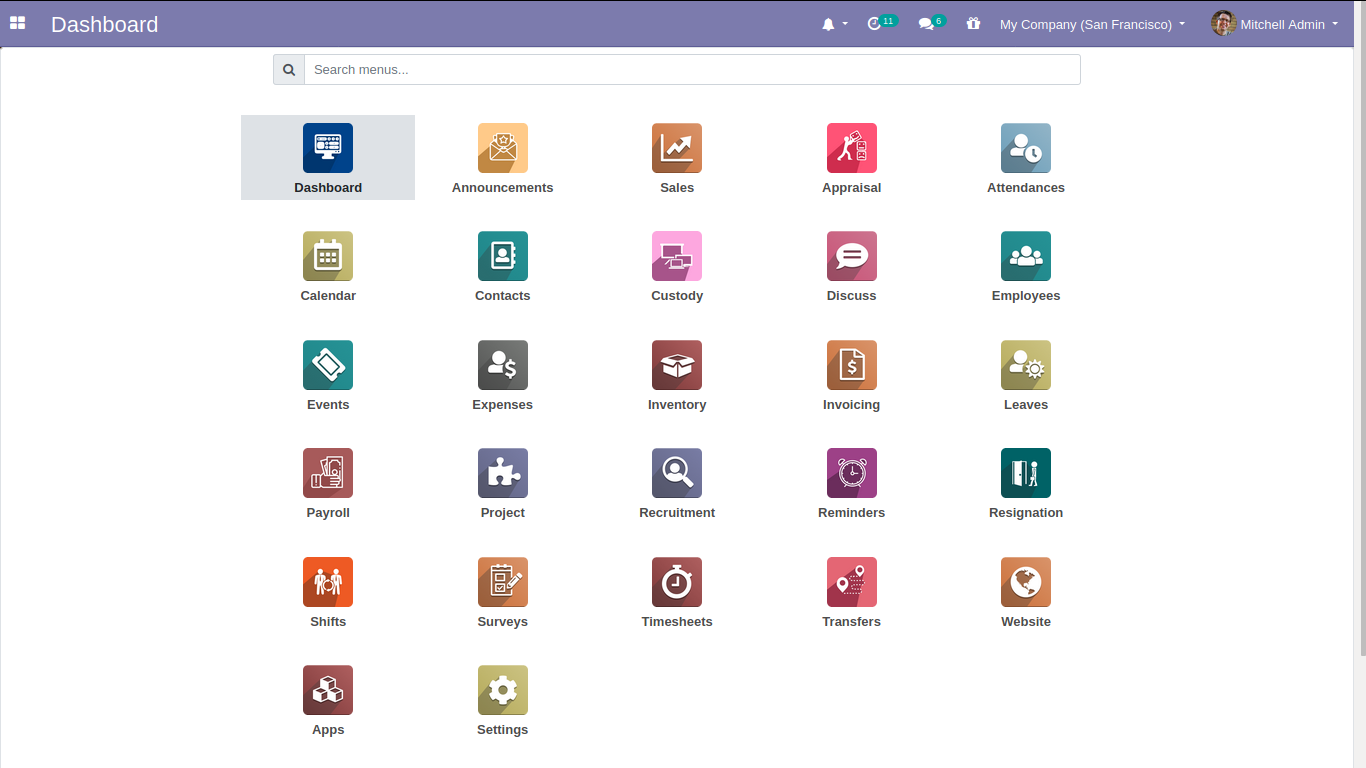 Dashboard
11
6
My Company (San Francisco)
Mitchell Admin
Search menus...
Dashboard
Announcements
Sales
Appraisal
Attendances
Calendar
Contacts
Custody
Discuss
Employees
Events
Expenses
Inventory
Invoicing
Leaves
Payroll
Project
Recruitment
Reminders
Resignation
Shifts
Surveys
Timesheets
Transfers
Website
Apps
Settings